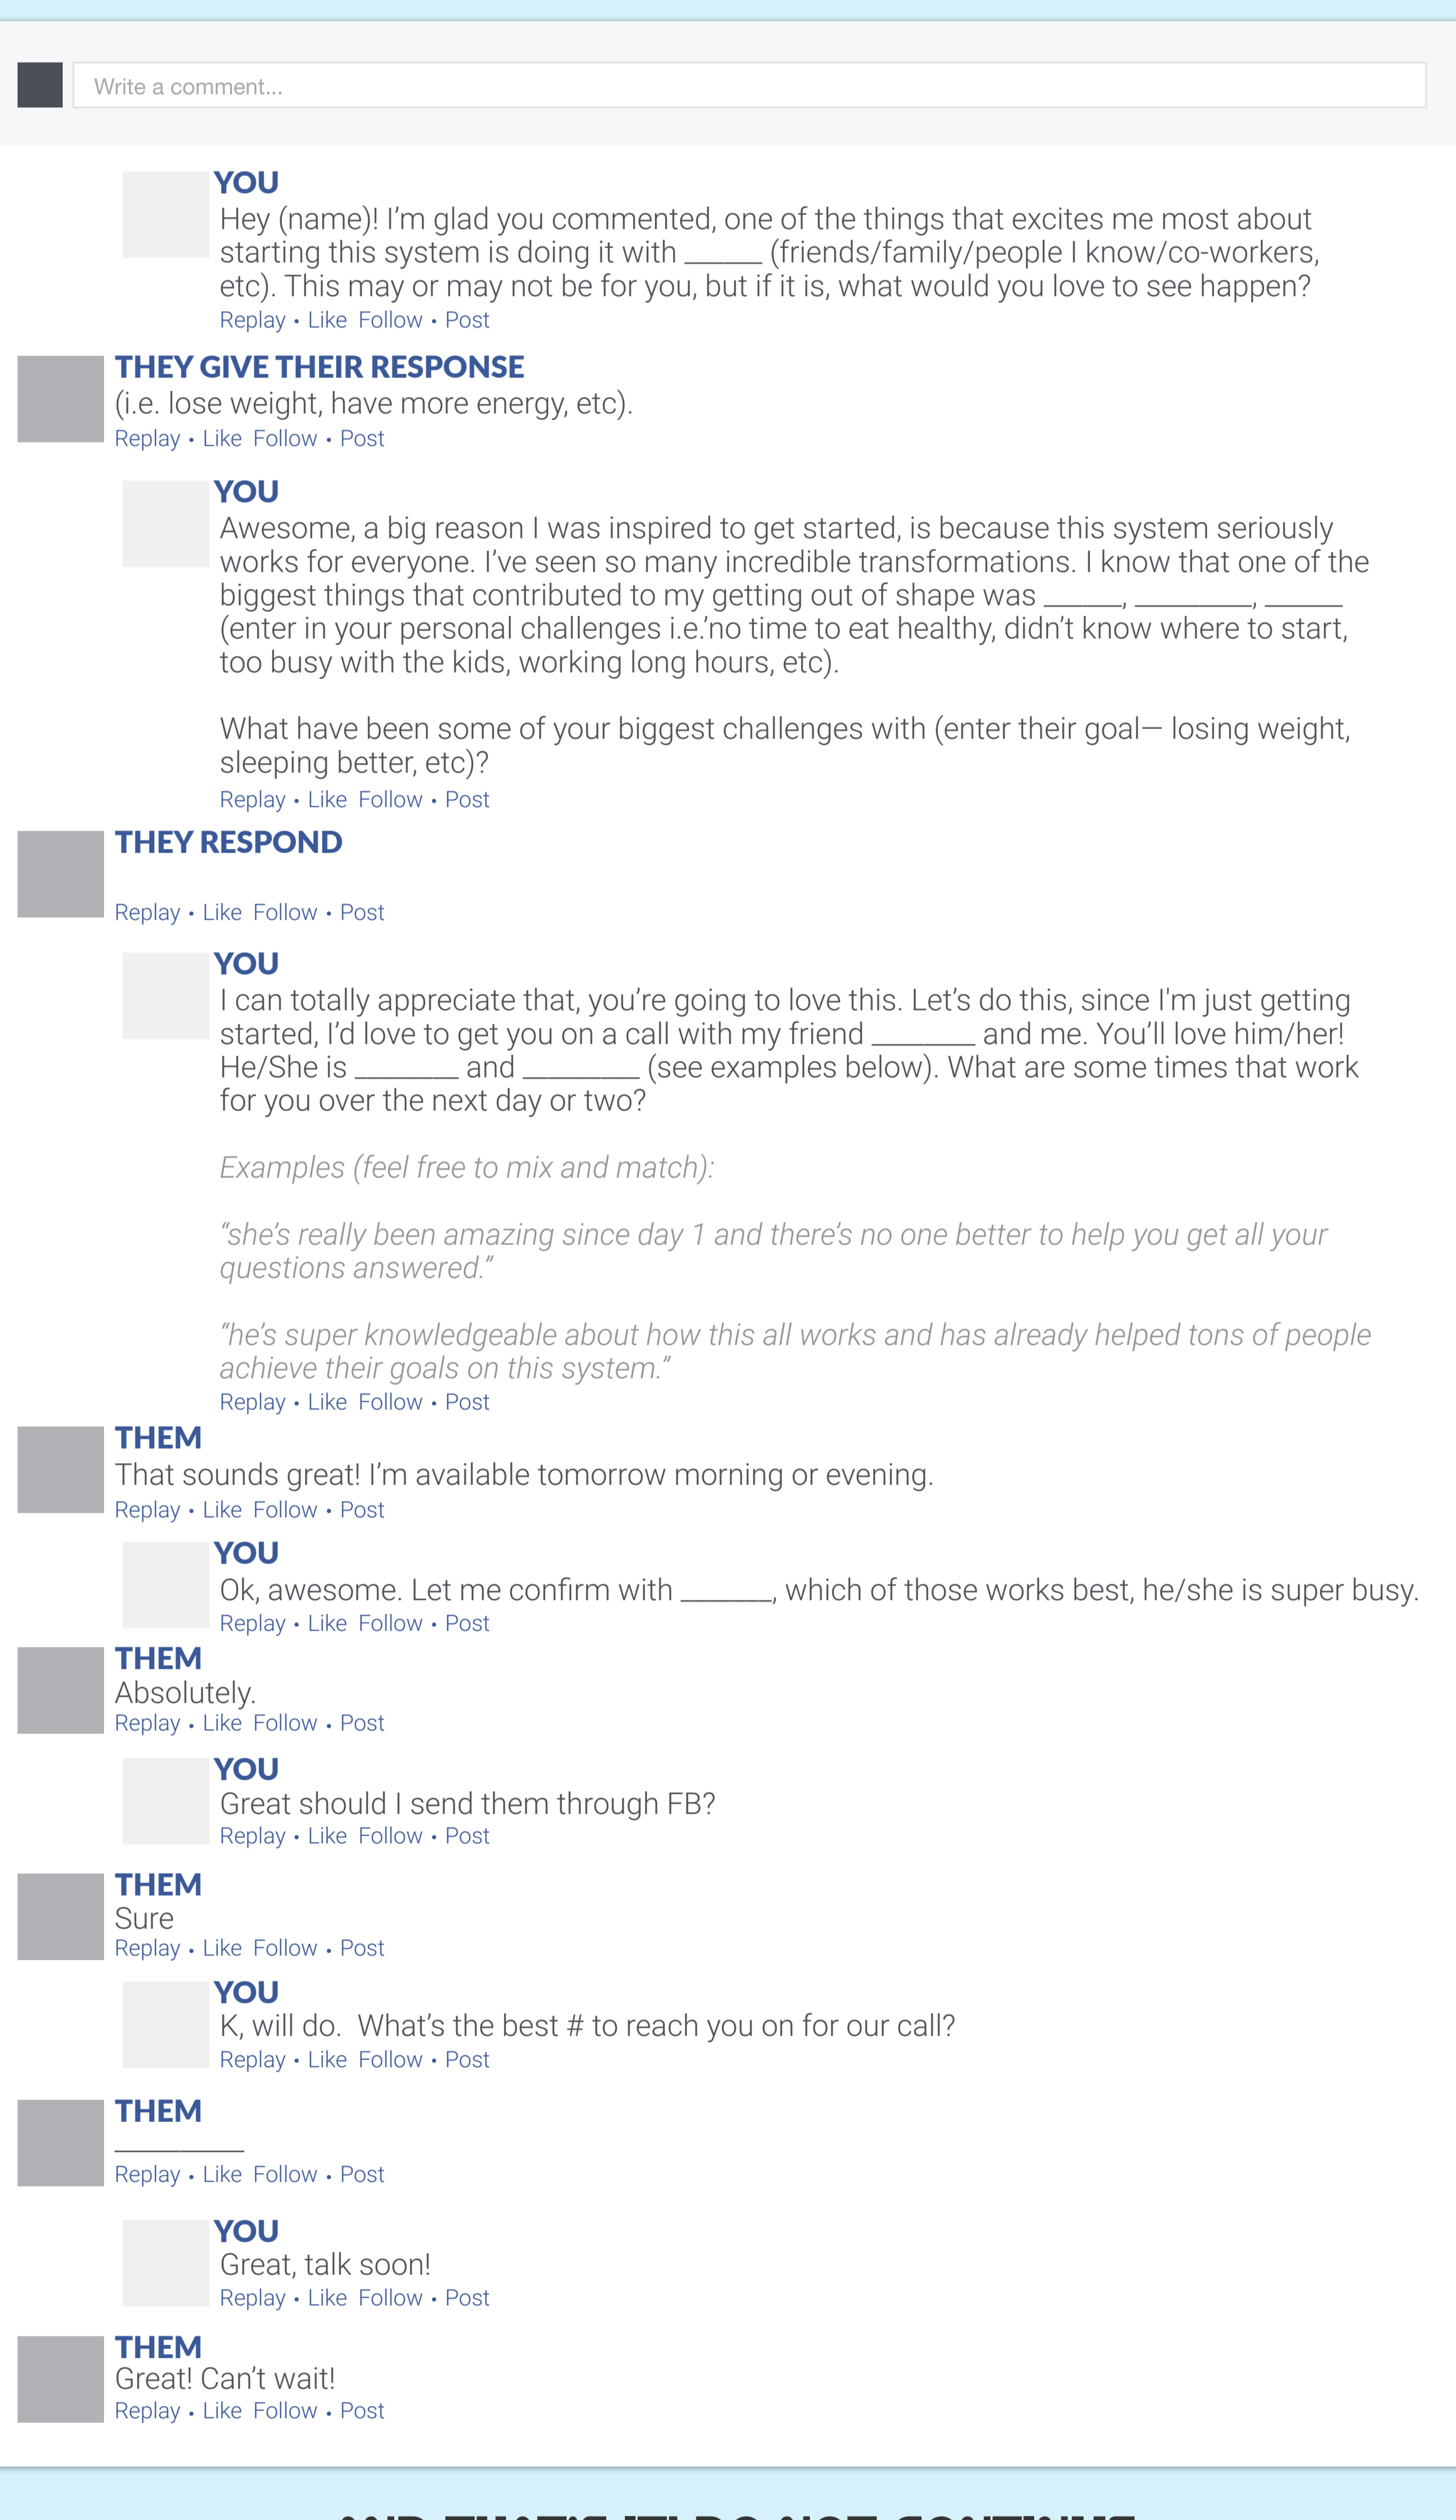 Write a comment...
YOU
Hey (name)! I’m glad you commented, one of the things that excites me most about
starting this system is doing it with ______ (friends/family/people I know/co-workers,
etc). This may or may not be for you, but if it is, what would you love to see happen?
Replay • Like Follow • Post
THEY GIVE THEIR RESPONSE
(i.e. lose weight, have more energy, etc).
Replay • Like Follow • Post
YOU
Awesome, a big reason I was inspired to get started, is because this system seriously
works for everyone. I’ve seen so many incredible transformations. I know that one of the
biggest things that contributed to my getting out of shape was ______, _________, ______
(enter in your personal challenges i.e.’no time to eat healthy, didn’t know where to start,
too busy with the kids, working long hours, etc).
What have been some of your biggest challenges with (enter their goal— losing weight,
sleeping better, etc)?
Replay • Like Follow • Post
THEY RESPOND
Replay • Like Follow • Post
YOU
I can totally appreciate that, you’re going to love this. Let’s do this, since I'm just getting
started, I’d love to get you on a call with my friend ________ and me. You’ll love him/her!
He/She is ________ and _________ (see examples below). What are some times that work
for you over the next day or two?
Examples (feel free to mix and match):
“she’s really been amazing since day 1 and there’s no one better to help you get all your
questions answered.”
“he’s super knowledgeable about how this all works and has already helped tons of people
achieve their goals on this system.”
Replay • Like Follow • Post
THEM
That sounds great! I’m available tomorrow morning or evening.
Replay • Like Follow • Post
YOU
Ok, awesome. Let me confirm with _______, which of those works best, he/she is super busy.
Replay • Like Follow • Post
THEM
Absolutely.
Replay • Like Follow • Post
YOU
Great should I send them through FB?
Replay • Like Follow • Post
THEM
Sure
Replay • Like Follow • Post
YOU
K, will do.  What’s the best # to reach you on for our call?
Replay • Like Follow • Post
THEM
__________
Replay • Like Follow • Post
YOU
Great, talk soon!
Replay • Like Follow • Post
THEM
Great! Can’t wait!
Replay • Like Follow • Post